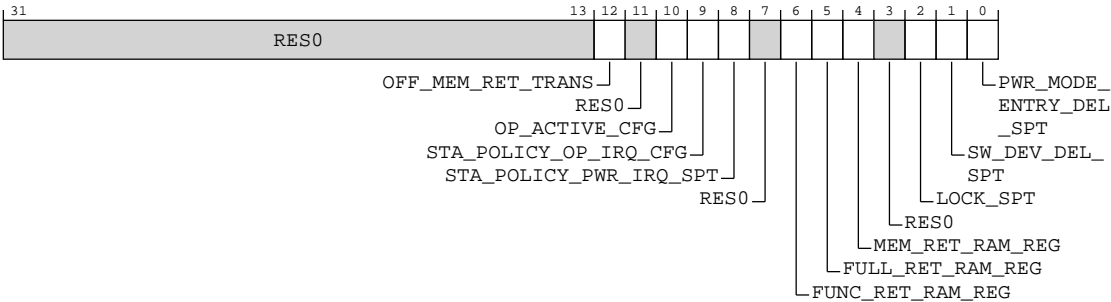 31 13 12 11 10 9 8 7 6 5 4 3 2 1 0
RES0
OFF_MEM_RET_TRANS
RES0
OP_ACTIVE_CFG
STA_POLICY_OP_IRQ_CFG
STA_POLICY_PWR_IRQ_SPT
RES0
PWR_MODE_
ENTRY_DEL
_SPT
SW_DEV_DEL_
SPT
LOCK_SPT
RES0
MEM_RET_RAM_REG
FULL_RET_RAM_REG
FUNC_RET_RAM_REG